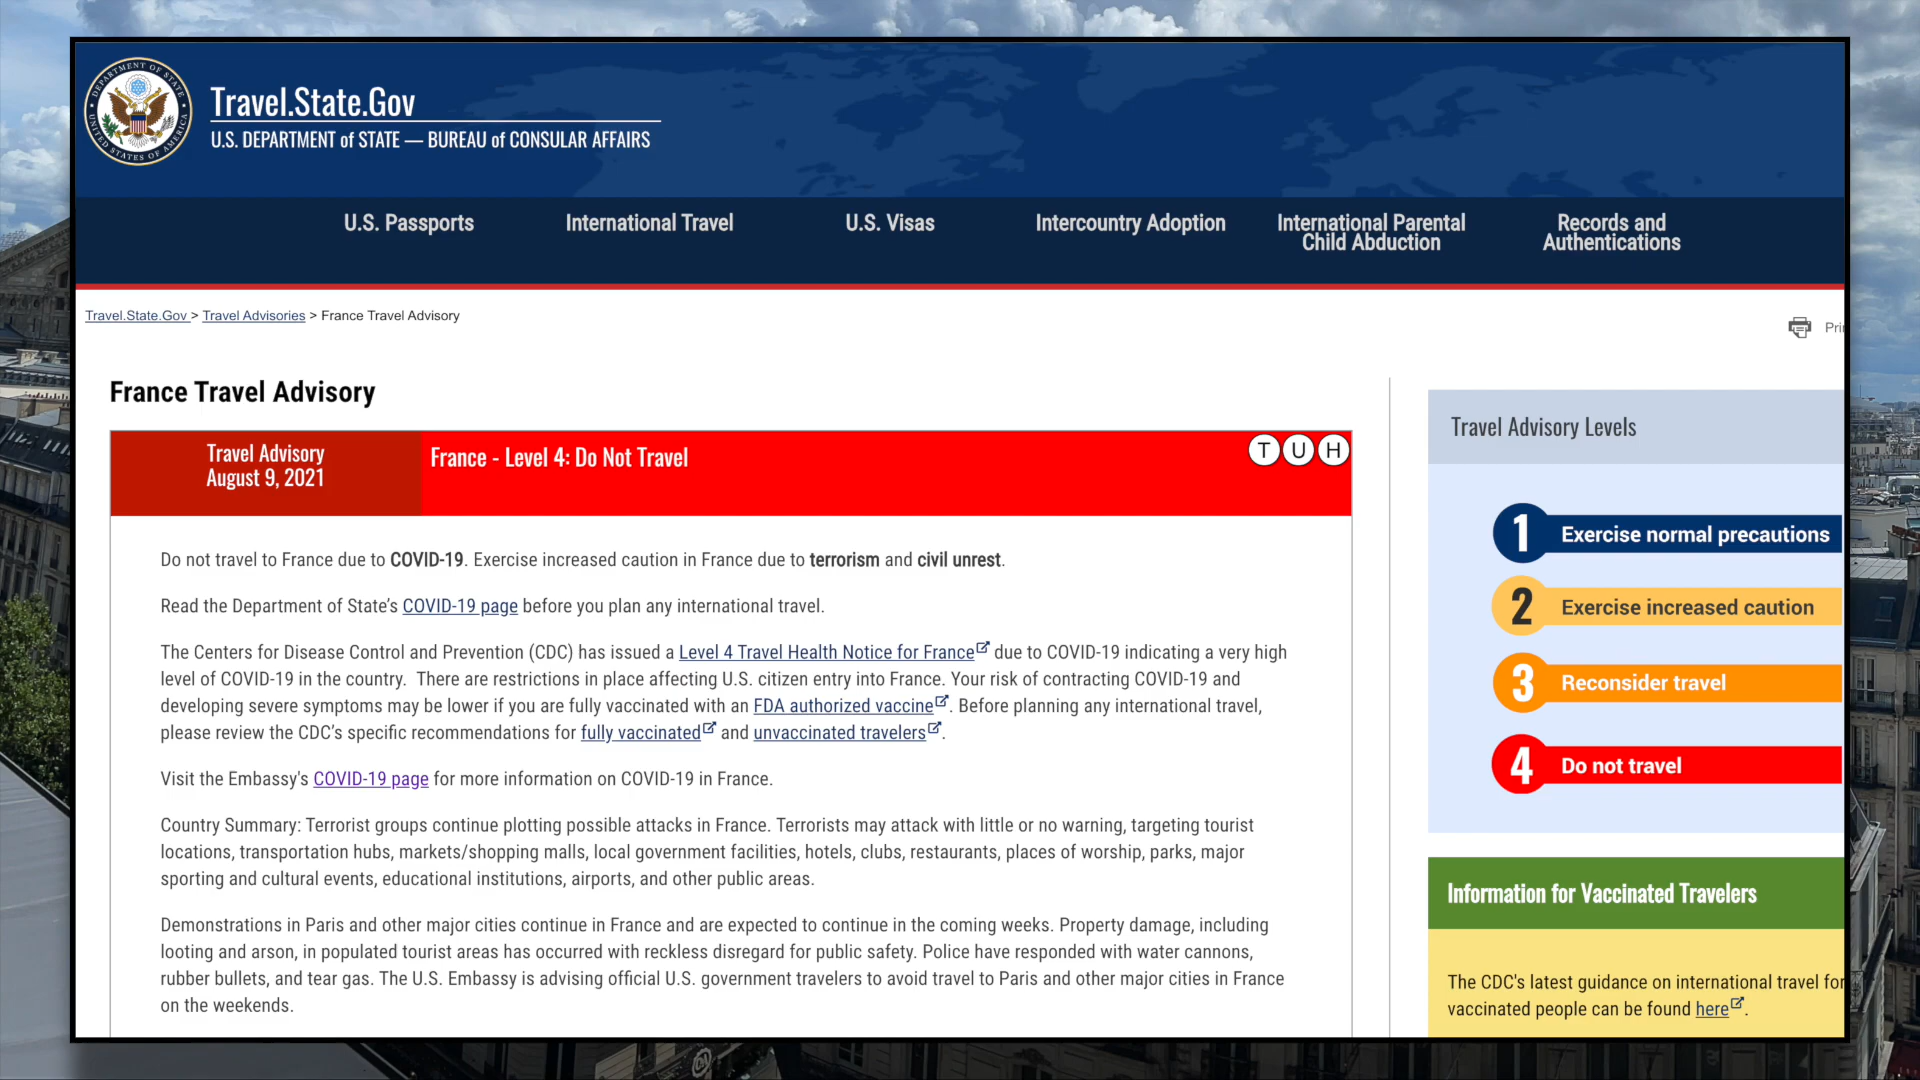 Travel.State.Gov
U.S. DEPARTMENT of STATE — BUREAU of CONSULAR AFFAIRS
DEPARTMENT OF STATE
UNITED STATES OF AMERICA
U.S. Passports
International Travel
U.S. Visas
Intercountry Adoption
International Parental
Child Abduction
Records and
Authentications
Travel.State.Gov > Travel Advisories > France Travel Advisory
France Travel Advisory
Travel Advisory
August 9, 2021
France - Level 4: Do Not Travel
T U H
Do not travel to France due to COVID-19. Exercise increased caution in France due to terrorism and civil unrest.
Read the Department of State’s COVID-19 page before you plan any international travel.
The Centers for Disease Control and Prevention (CDC) has issued a Level 4 Travel Health Notice for France due to COVID-19 indicating a very high
level of COVID-19 in the country. There are restrictions in place affecting U.S. citizen entry into France. Your risk of contracting COVID-19 and
developing severe symptoms may be lower if you are fully vaccinated with an FDA authorized vaccine. Before planning any international travel,
please review the CDC’s specific recommendations for fully vaccinated and unvaccinated travelers.
Visit the Embassy's COVID-19 page for more information on COVID-19 in France.
Country Summary: Terrorist groups continue plotting possible attacks in France. Terrorists may attack with little or no warning, targeting tourist
locations, transportation hubs, markets/shopping malls, local government facilities, hotels, clubs, restaurants, places of worship, parks, major
sporting and cultural events, educational institutions, airports, and other public areas.
Demonstrations in Paris and other major cities continue in France and are expected to continue in the coming weeks. Property damage, including
looting and arson, in populated tourist areas has occurred with reckless disregard for public safety. Police have responded with water cannons,
rubber bullets, and tear gas. The U.S. Embassy is advising official U.S. government travelers to avoid travel to Paris and other major cities in France
on the weekends.
Travel Advisory Levels
1 Exercise normal precautions
2 Exercise increased caution
3 Reconsider travel
4 Do not travel
Information for Vaccinated Travelers
The CDC's latest guidance on international travel for
vaccinated people can be found here.